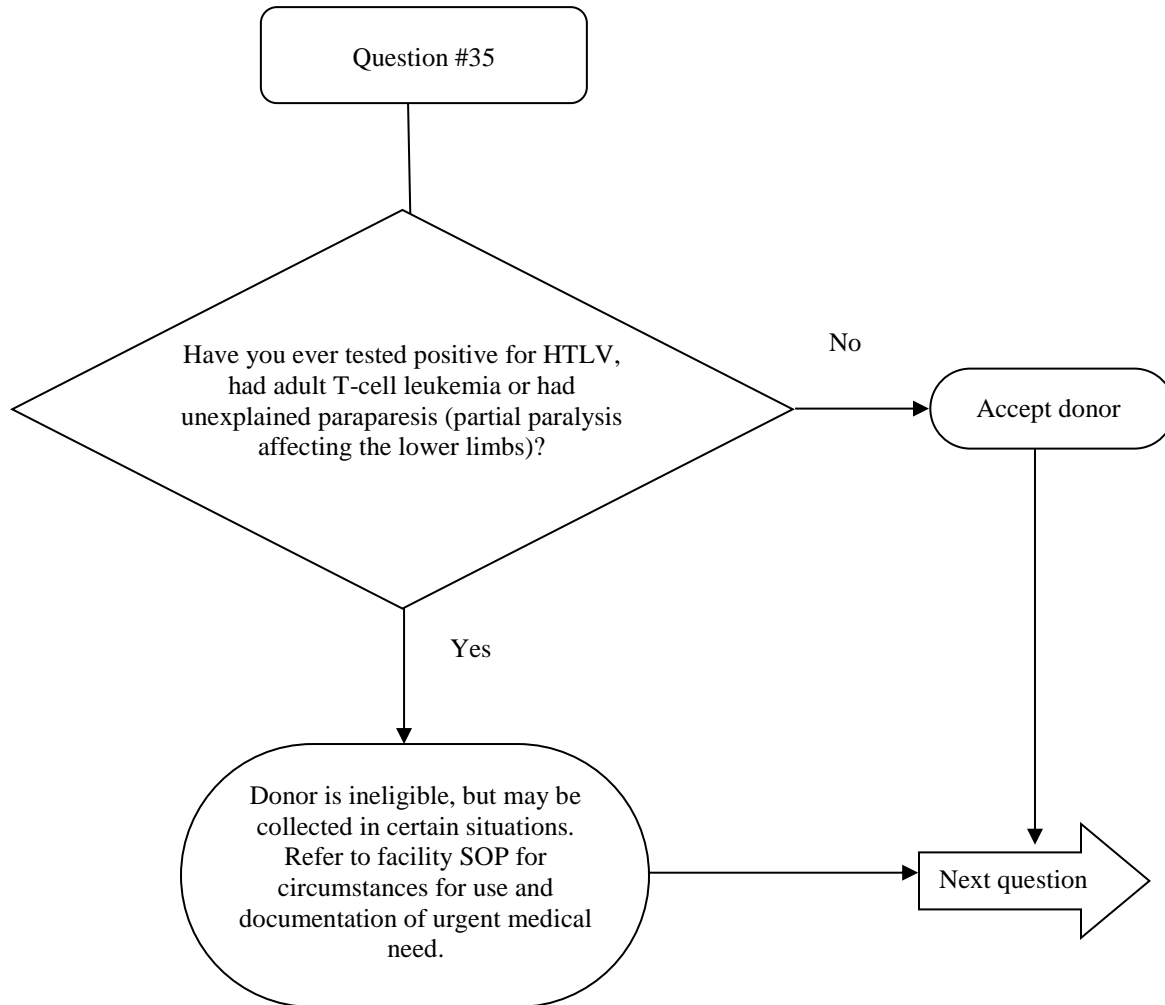 Question #35
Have you ever tested positive for HTLV,
had adult T-cell leukemia or had
unexplained paraparesis (partial paralysis
affecting the lower limbs)?
No
Accept donor
Yes
Donor is ineligible, but may be
collected in certain situations.
Refer to facility SOP for
circumstances for use and
documentation of urgent medical
need.
Next question